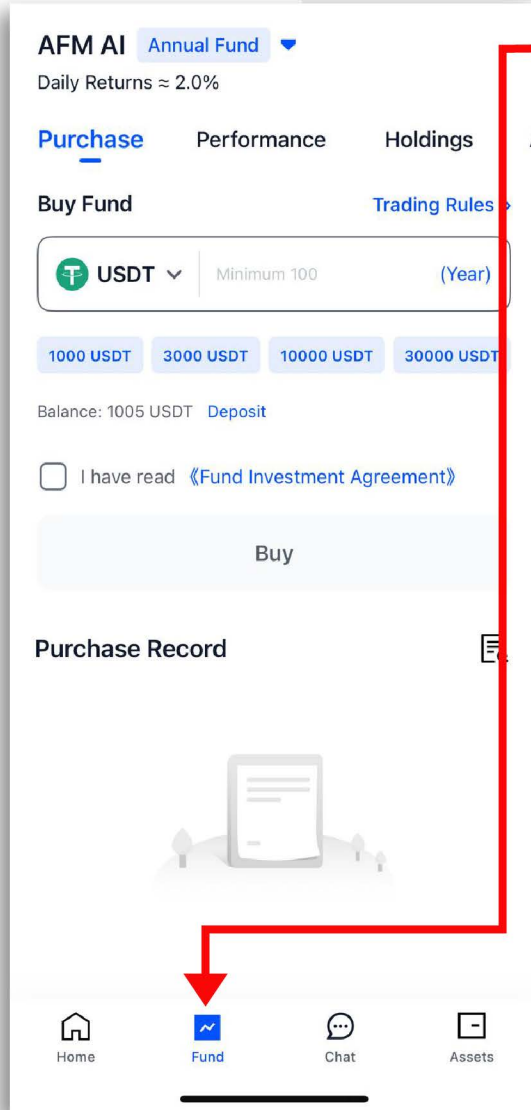 AFM AI Annual Fund
Daily Returns ≈ 2.0%
Purchase Performance Holdings
Buy Fund Trading Rules
USDT Minimum 100 (Year)
1000 USDT 3000 USDT 10000 USDT 30000 USDT
Balance: 1005 USDT Deposit
I have read 《Fund Investment Agreement》
Buy
Purchase Record
Home Fund Chat Assets